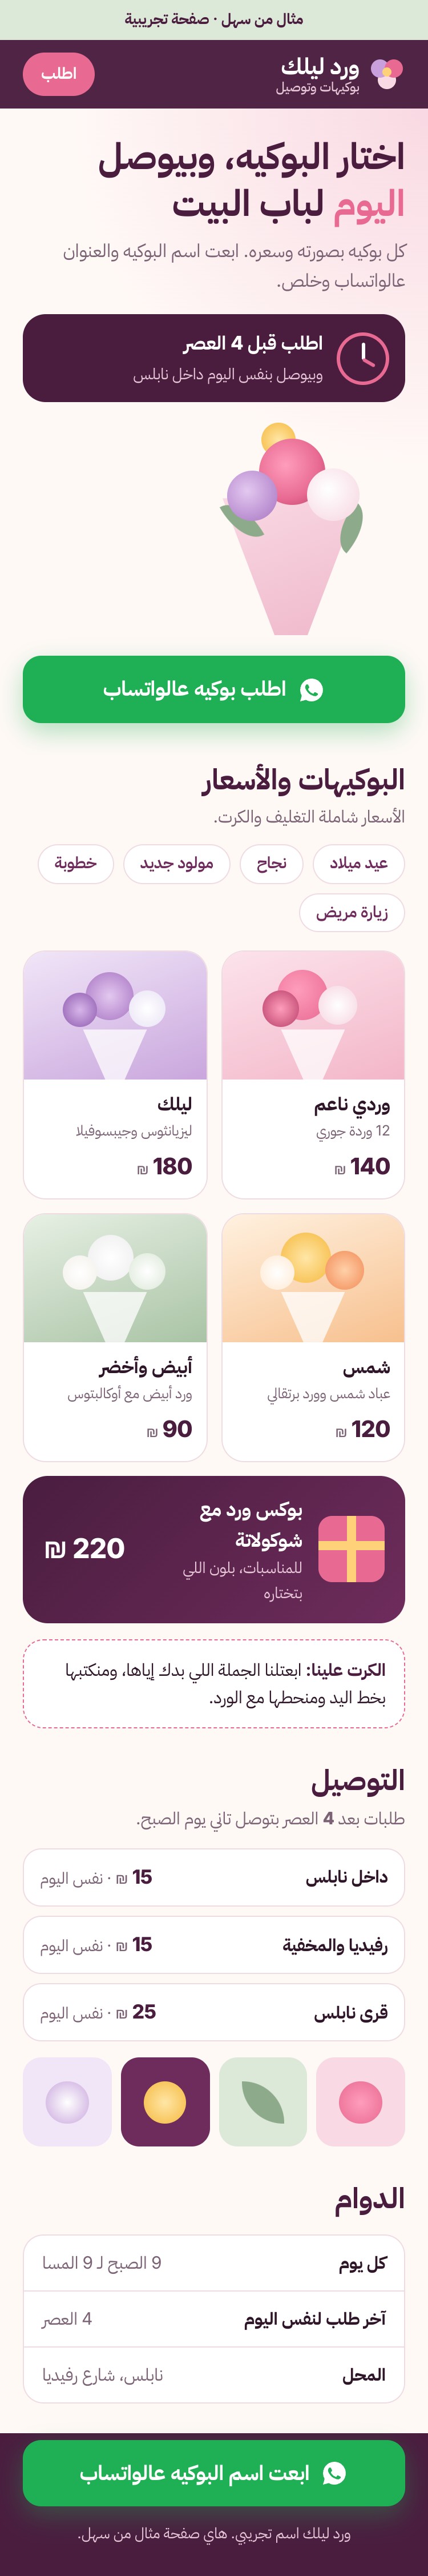 مثال من سهل · صفحة تجريبية
ورد ليلك
بوكيهات وتوصيل
اطلب
اختار البوكيه، وبيوصل
اليوم لباب البيت
كل بوكيه بصورته وسعره. ابعت اسم البوكيه والعنوان
عالواتساب وخلص.
اطلب قبل 4 العصر
وبيوصل بنفس اليوم داخل نابلس
اطلب بوكيه عالواتساب
البوكيهات والأسعار
الأسعار شاملة التغليف والكرت.
عيد ميلاد
نجاح
مولود جديد
خطوبة
زيارة مريض
وردي ناعم
12 وردة جوري
140 ₪
ليلك
ليزيانثوس وجيبسوفيلا
180 ₪
شمس
عباد شمس وورد برتقالي
120 ₪
أبيض وأخضر
ورد أبيض مع أوكالبتوس
90 ₪
بوكس ورد مع
شوكولاتة
للمناسبات، بلون اللي
بتختاره
220 ₪
الكرت علينا: ابعتلنا الجملة اللي بدك إياها، ومنكتبها
بخط اليد ومنحطها مع الورد.
التوصيل
طلبات بعد 4 العصر بتوصل تاني يوم الصبح.
داخل نابلس
15 ₪ · نفس اليوم
رفيديا والمخفية
15 ₪ · نفس اليوم
قرى نابلس
25 ₪ · نفس اليوم
الدوام
كل يوم
9 الصبح لـ 9 المسا
آخر طلب لنفس اليوم
4 العصر
المحل
نابلس، شارع رفيديا
ابعت اسم البوكيه عالواتساب
ورد ليلك اسم تجريبي. هاي صفحة مثال من سهل.